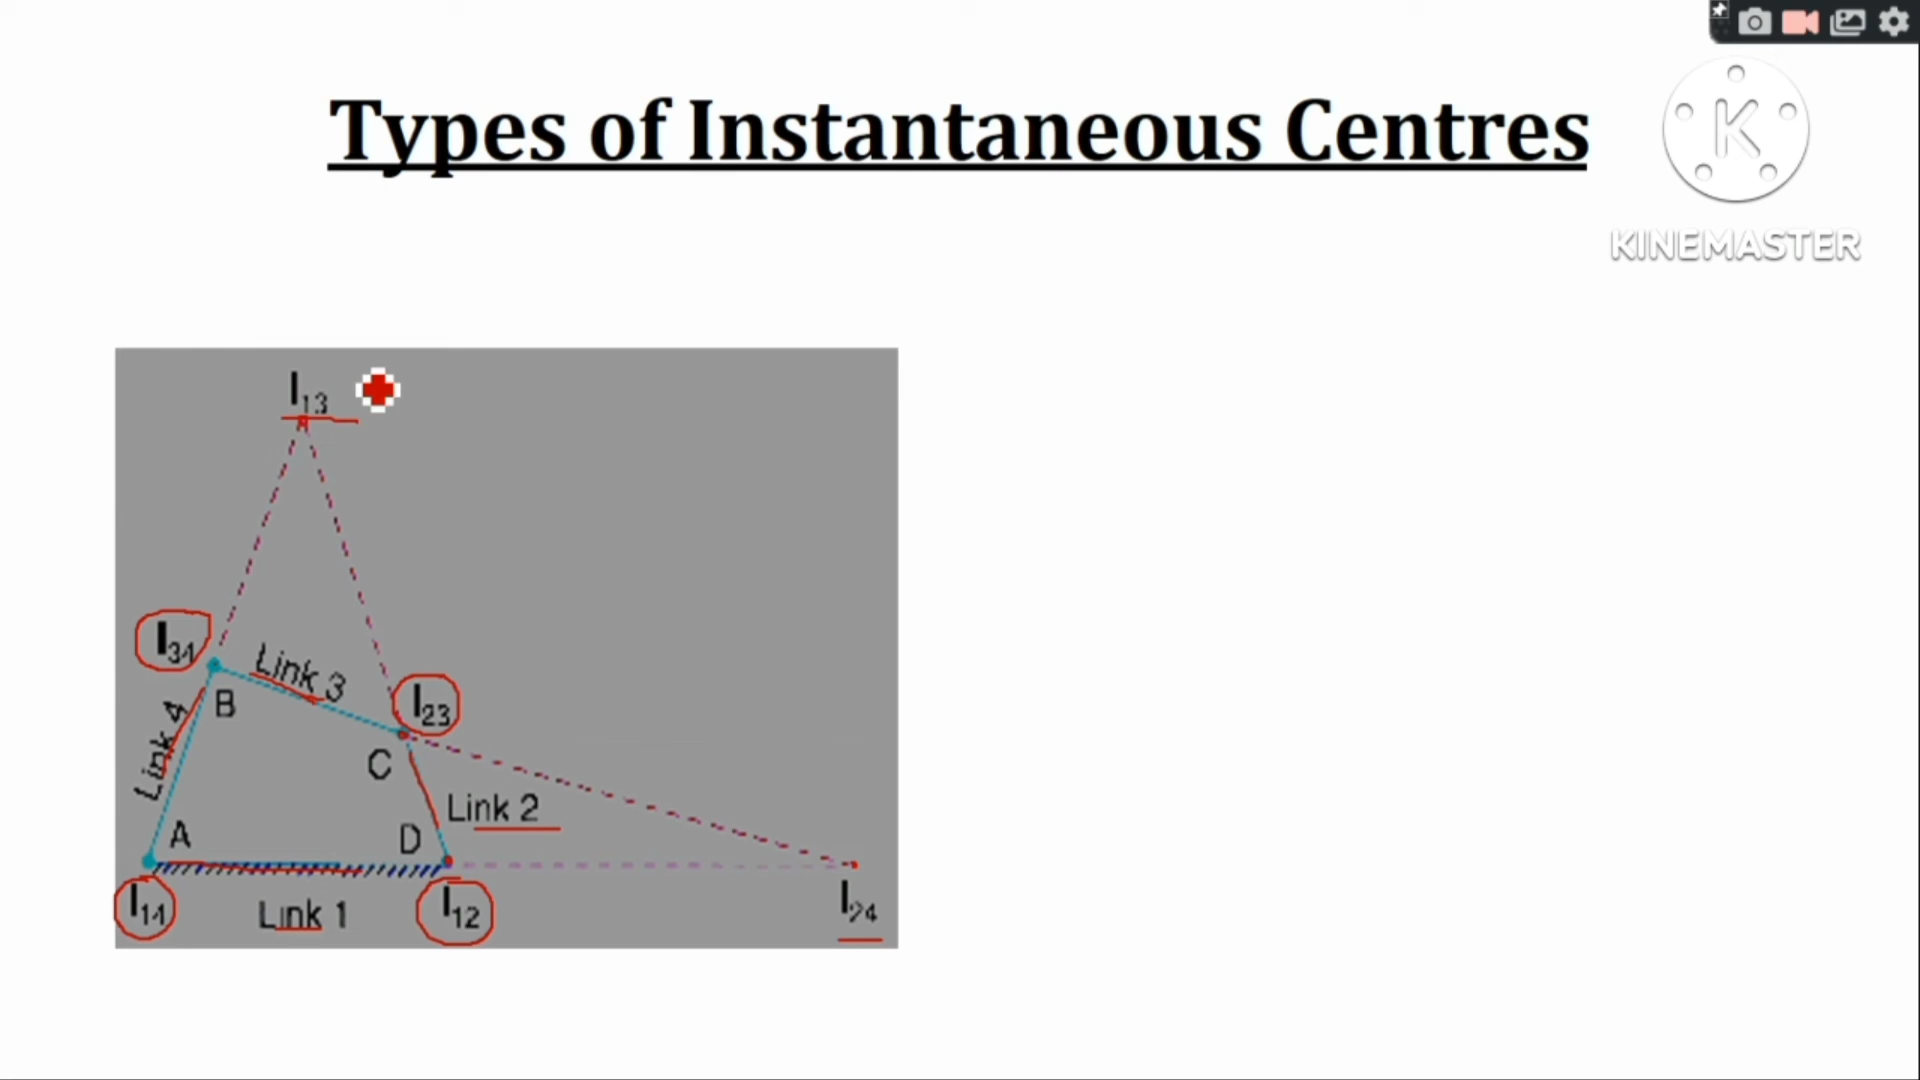 Types of Instantaneous Centres
K
KINEMASTER
I13
I34
Link 3
I23
B
Link 4
C
Link 2
A
D
I14
Link 1
I12
I24